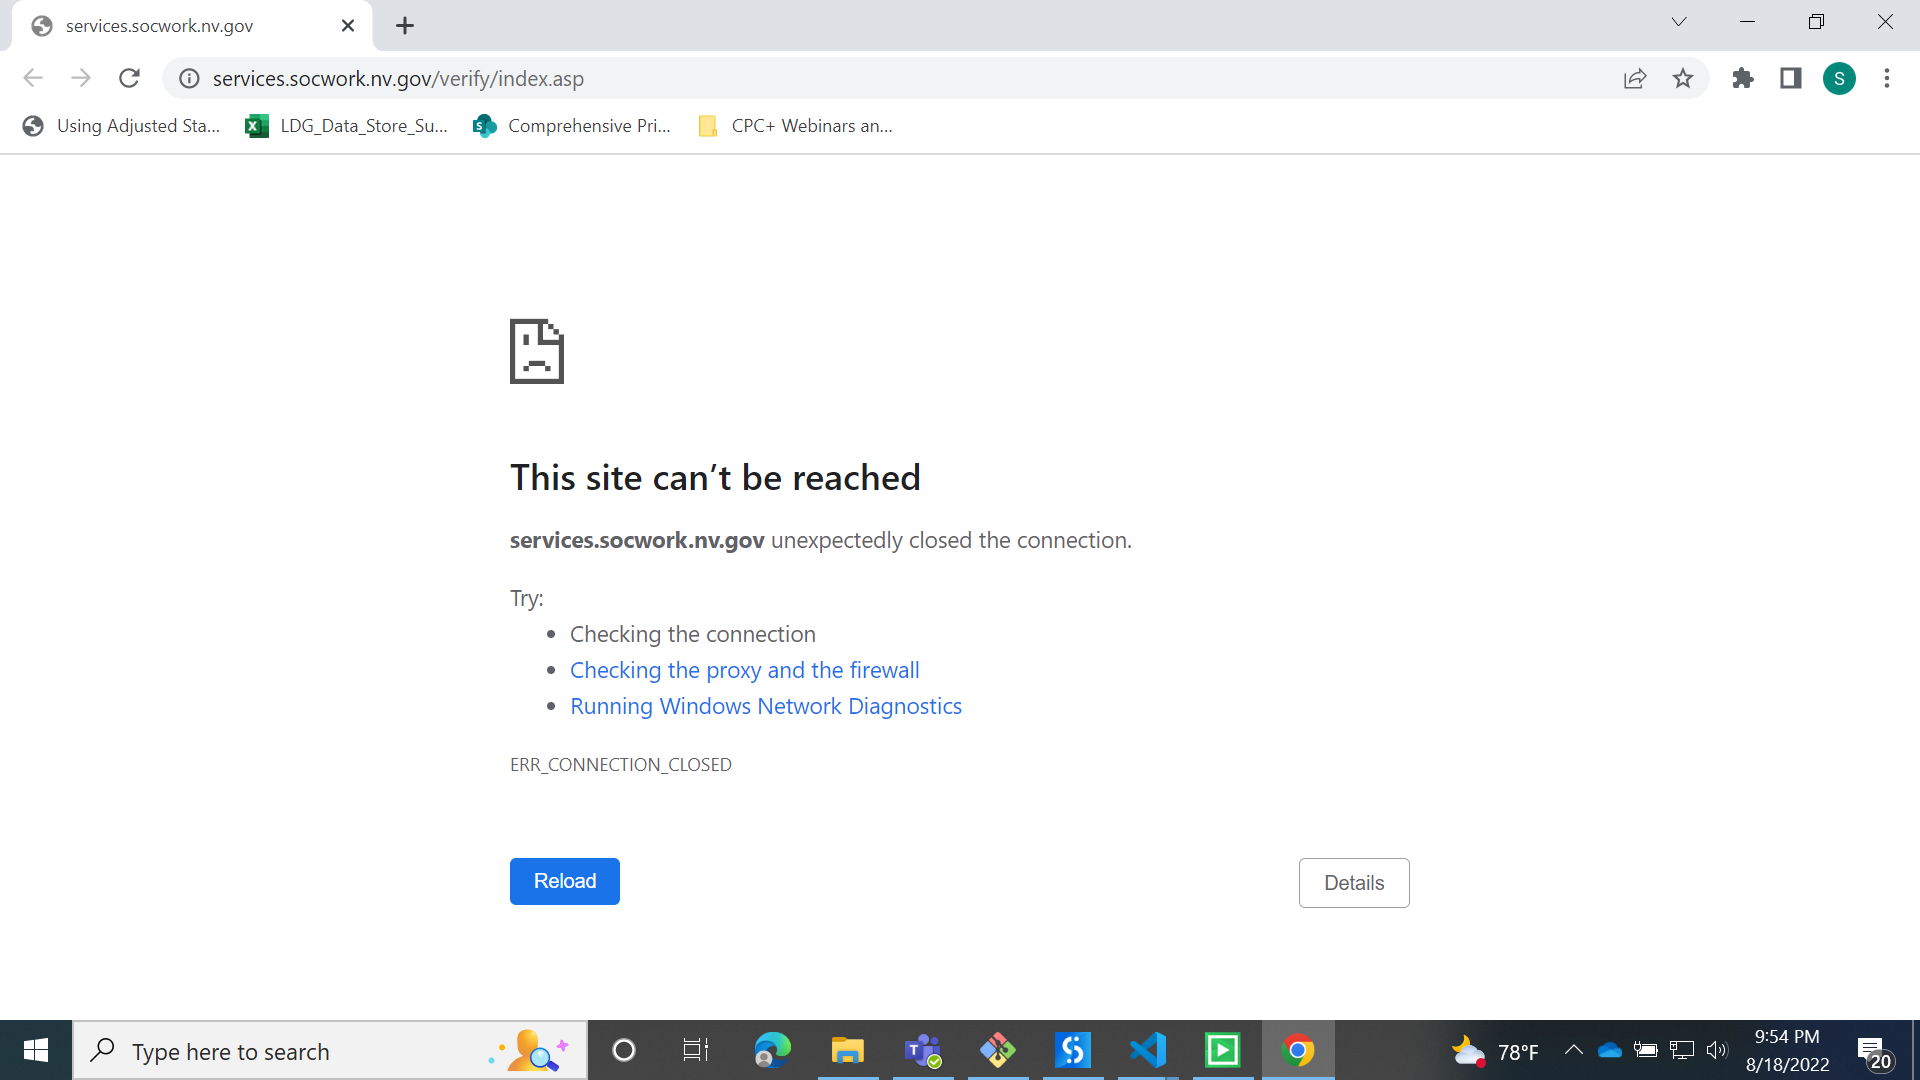 services.socwork.nv.gov
services.socwork.nv.gov/verify/index.asp
S
Using Adjusted Sta...
LDG_Data_Store_Su...
Comprehensive Pri...
CPC+ Webinars an...
This site can’t be reached
services.socwork.nv.gov unexpectedly closed the connection.
Try:
Checking the connection
Checking the proxy and the firewall
Running Windows Network Diagnostics
ERR_CONNECTION_CLOSED
Reload
Details
Type here to search
78°F
9:54 PM
8/18/2022
20